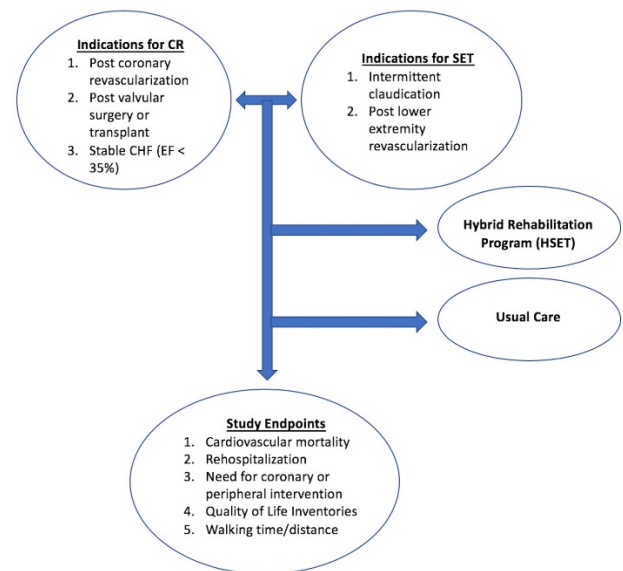 Indications for CR
1. Post coronary
revascularization
2. Post valvular
surgery or
transplant
3. Stable CHF (EF <
35%)
Indications for SET
1. Intermittent
claudication
2. Post lower
extremity
revascularization
Hybrid Rehabilitation
Program (HSET)
Usual Care
Study Endpoints
1. Cardiovascular mortality
2. Rehospitalization
3. Need for coronary or
peripheral intervention
4. Quality of Life Inventories
5. Walking time/distance